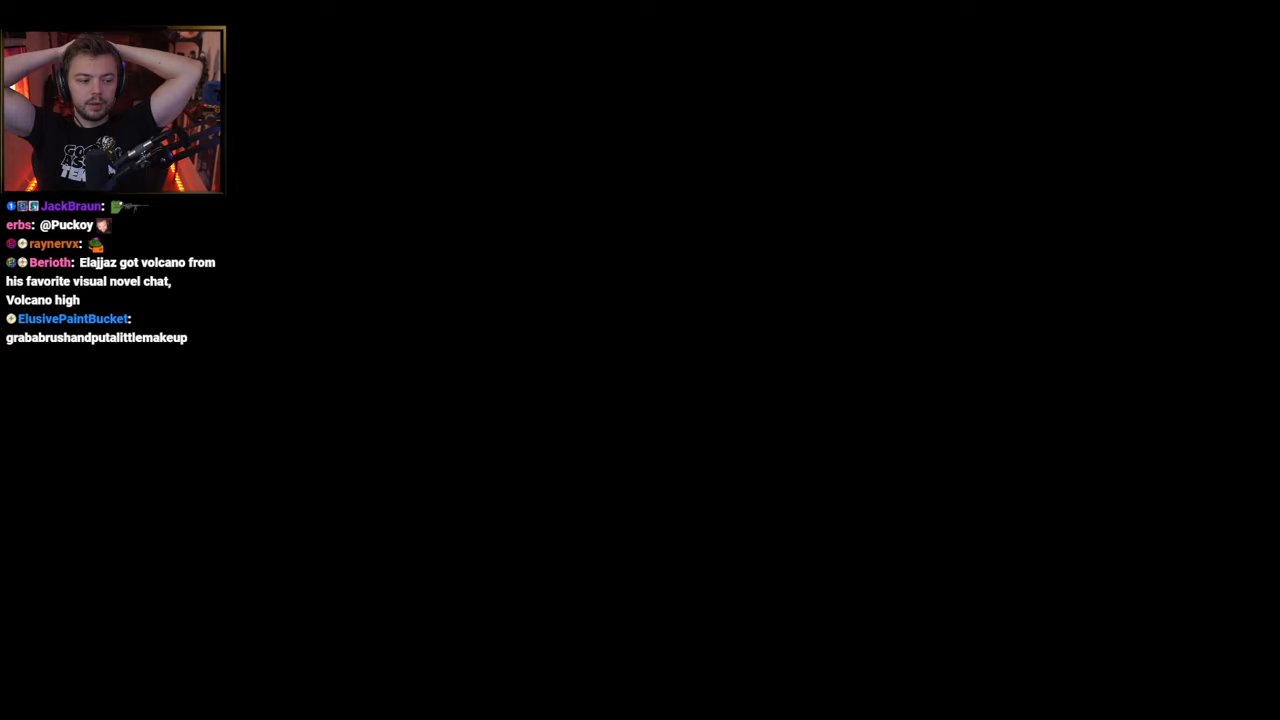 JackBraun:
erbs: @Puckoy
raynervx:
Berioth: Elajjaz got volcano from
his favorite visual novel chat,
Volcano high
ElusivePaintBucket:
grababrushandputalittlemakeup